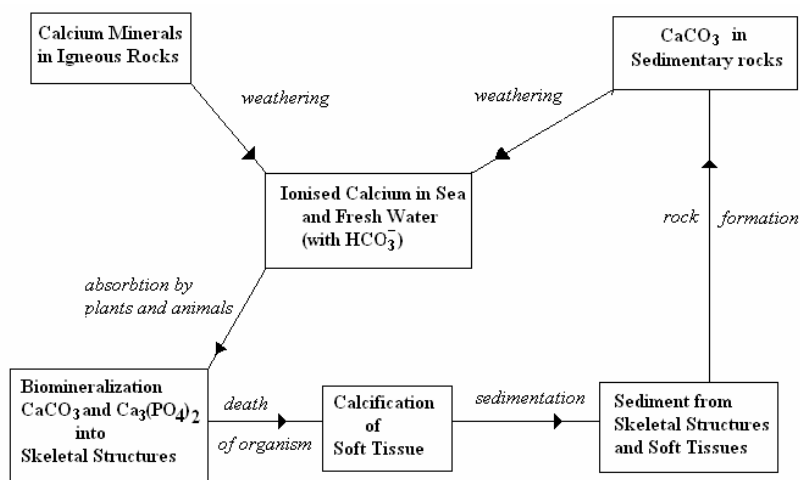 Calcium Minerals
in Igneous Rocks
CaCO₃ in
Sedimentary rocks
weathering
weathering
Ionised Calcium in Sea
and Fresh Water
(with HCO₃⁻)
rock formation
absorbtion by
plants and animals
Biomineralization
CaCO₃ and Ca₃(PO₄)₂
into
Skeletal Structures
death
of organism
Calcification
of
Soft Tissue
sedimentation
Sediment from
Skeletal Structures
and Soft Tissues